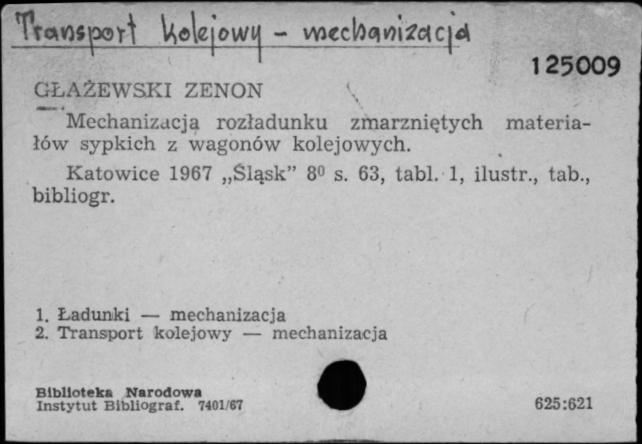 Transport kolejowy - mechanizacja
125009
GŁAŻEWSKI ZENON
Mechanizacja rozładunku zmarzniętych materia-
łów sypkich z wagonów kolejowych.
Katowice 1967 „Śląsk” 8⁰ s. 63, tabl. 1, ilustr., tab.,
bibliogr.
1. Ładunki — mechanizacja
2. Transport kolejowy — mechanizacja
Biblioteka Narodowa
Instytut Bibliograf. 7401/67
625:621